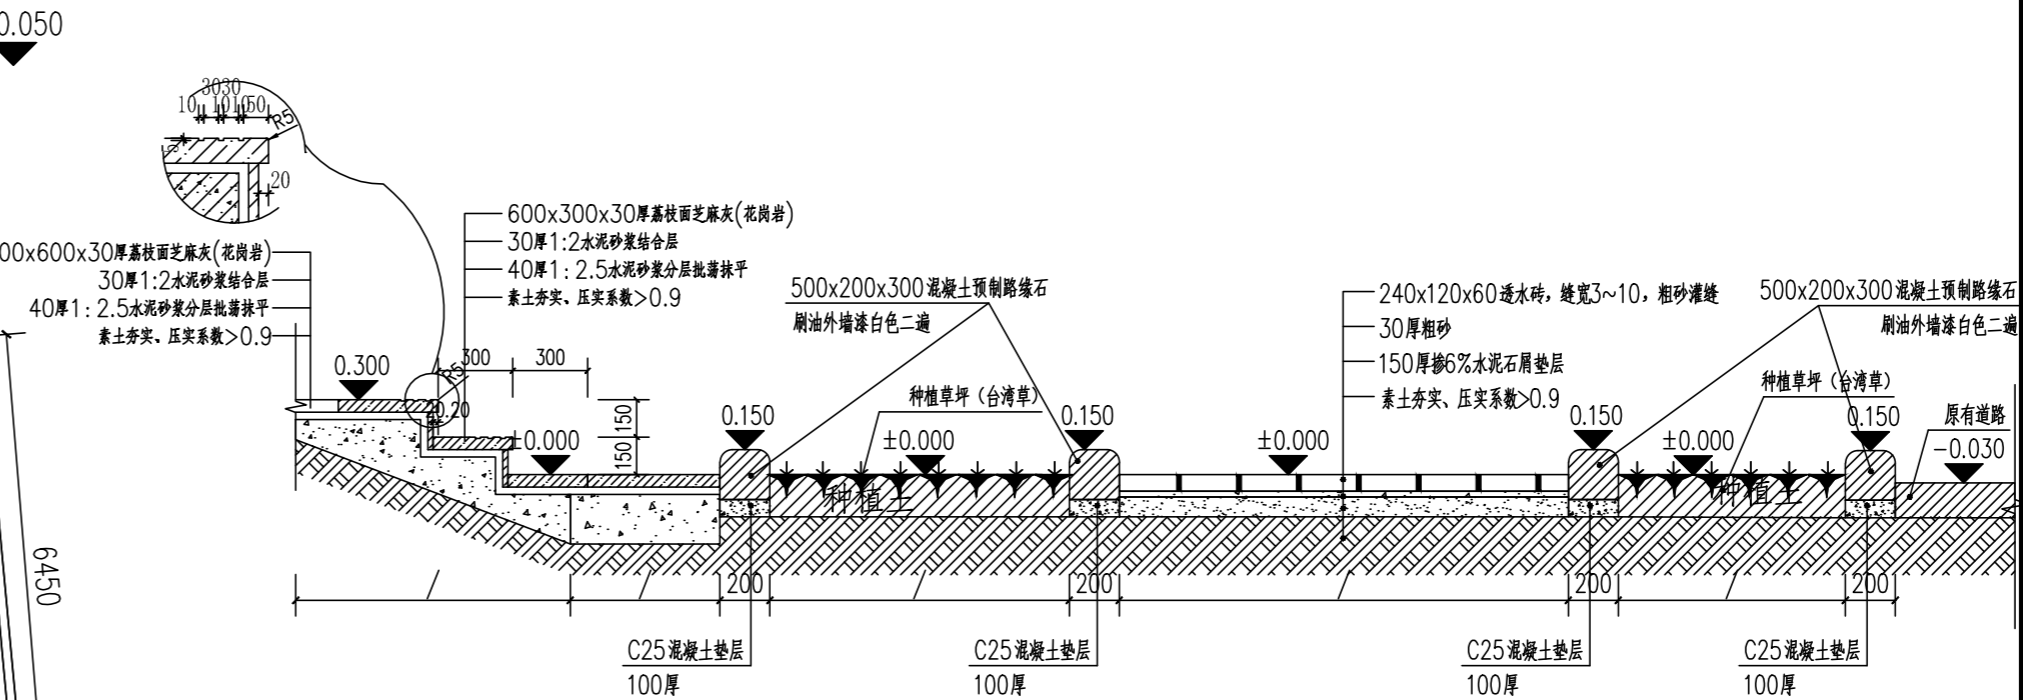 0.050
3030
10 10 10 50
R5
5
20
600x300x30厚荔枝面芝麻灰(花岗岩)
30厚1:2水泥砂浆结合层
40厚1:2.5水泥砂浆分层批荡抹平
素土夯实、压实系数>0.9
00x600x30厚荔枝面芝麻灰(花岗岩)
30厚1:2水泥砂浆结合层
40厚1:2.5水泥砂浆分层批荡抹平
素土夯实、压实系数>0.9
500x200x300混凝土预制路缘石
刷油外墙漆白色二遍
240x120x60透水砖，缝宽3~10，粗砂灌缝
30厚粗砂
150厚掺6%水泥石屑垫层
素土夯实、压实系数>0.9
500x200x300混凝土预制路缘石
刷油外墙漆白色二遍
0.300
R5
300
300
20
150
150
±0.000
0.150
种植草坪（台湾草）
±0.000
0.150
±0.000
0.150
种植草坪（台湾草）
±0.000
0.150
原有道路
-0.030
种植土
种植土
6450
200
200
200
200
C25混凝土垫层
100厚
C25混凝土垫层
100厚
C25混凝土垫层
100厚
C25混凝土垫层
100厚